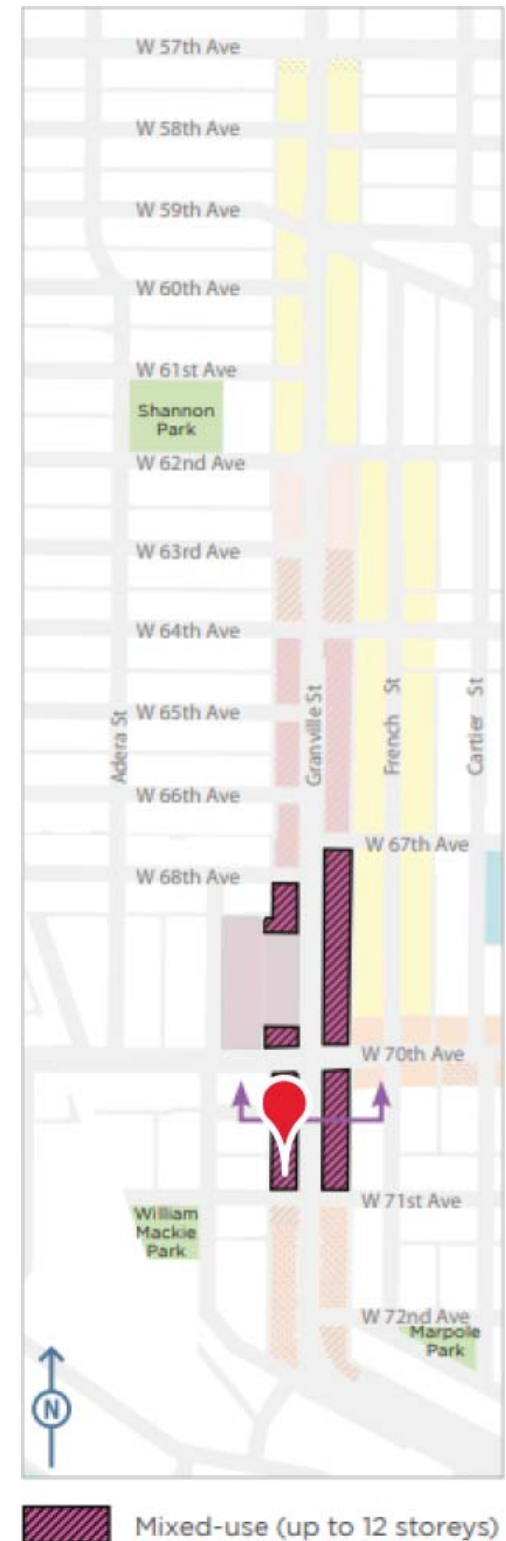 W 57th Ave
W 58th Ave
W 59th Ave
W 60th Ave
W 61st Ave
Shannon
Park
W 62nd Ave
W 63rd Ave
W 64th Ave
Adera St
W 65th Ave
Granville St
French St
Cartier St
W 66th Ave
W 67th Ave
W 68th Ave
W 70th Ave
W 71st Ave
William
Mackie
Park
W 72nd Ave
Marpole
Park
N
Mixed-use (up to 12 storeys)